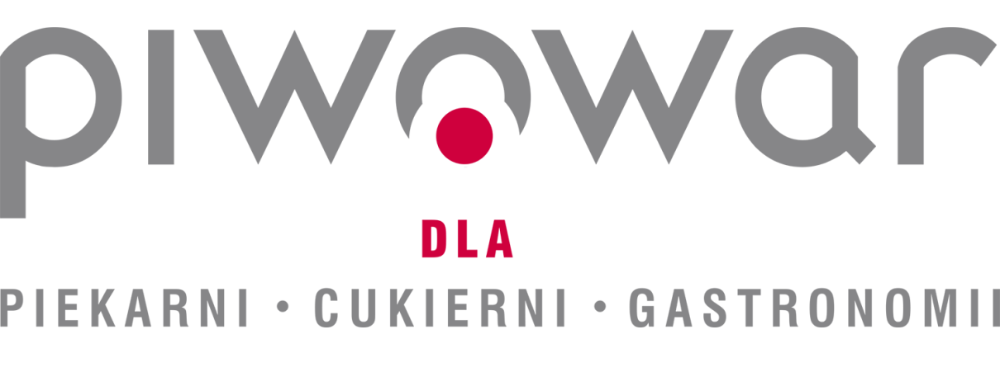 piwowar
DLA
PIEKARNI • CUKIERNI • GASTRONOMII